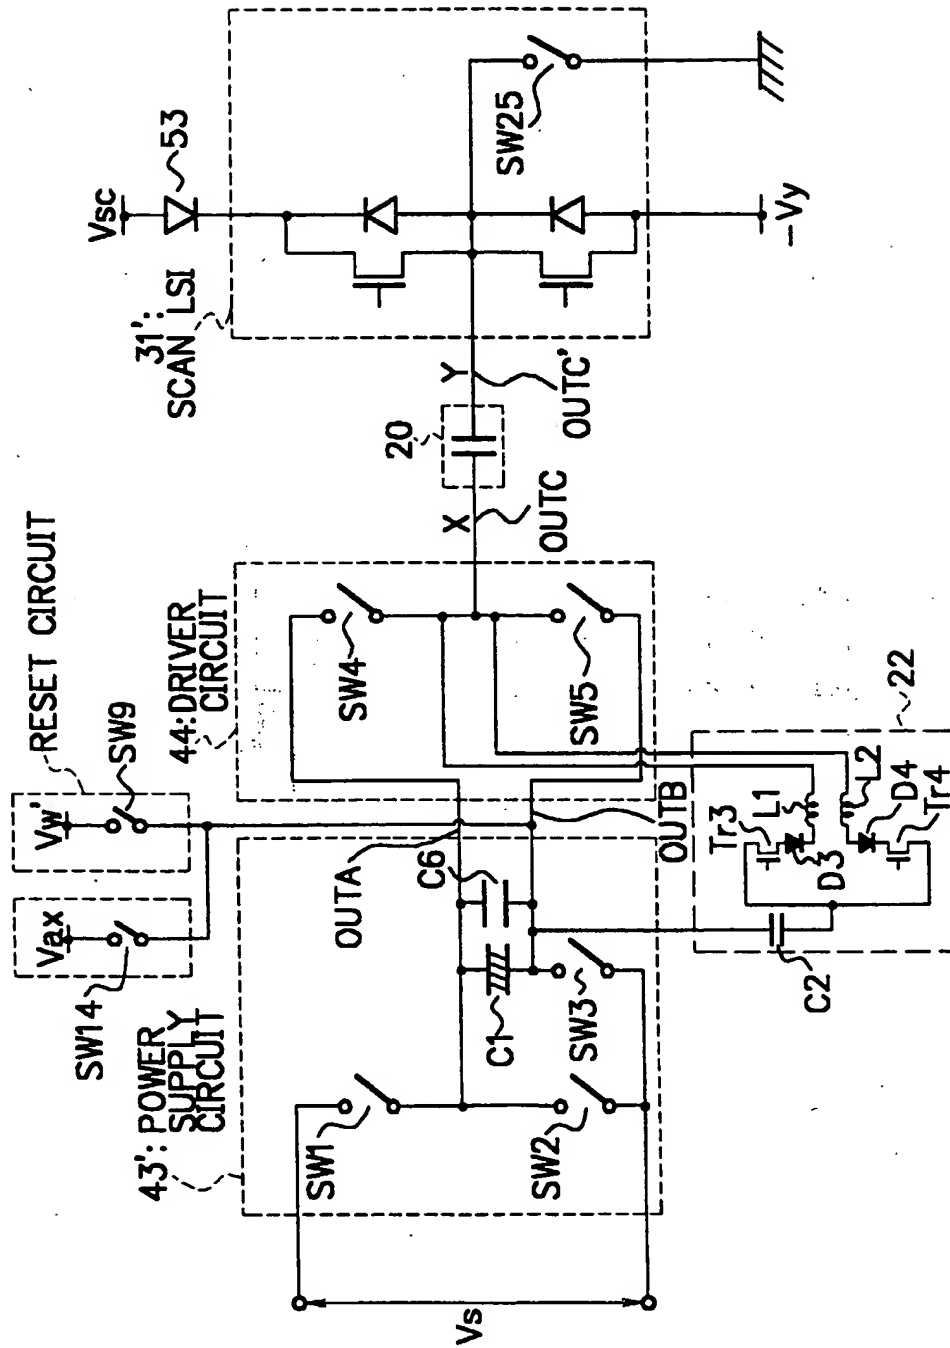 Vs
43': POWER SUPPLY CIRCUIT
SW1
SW2
SW3
C1
C6
OUTA
OUTB
SW14
Vax
Vw'
SW9
RESET CIRCUIT
44: DRIVER CIRCUIT
SW4
SW5
C2
Tr3
D3
L1
L2
D4
Tr4
22
X
OUTC
20
Y
OUTC'
31': SCAN LSI
Vsc
53
SW25
-Vy